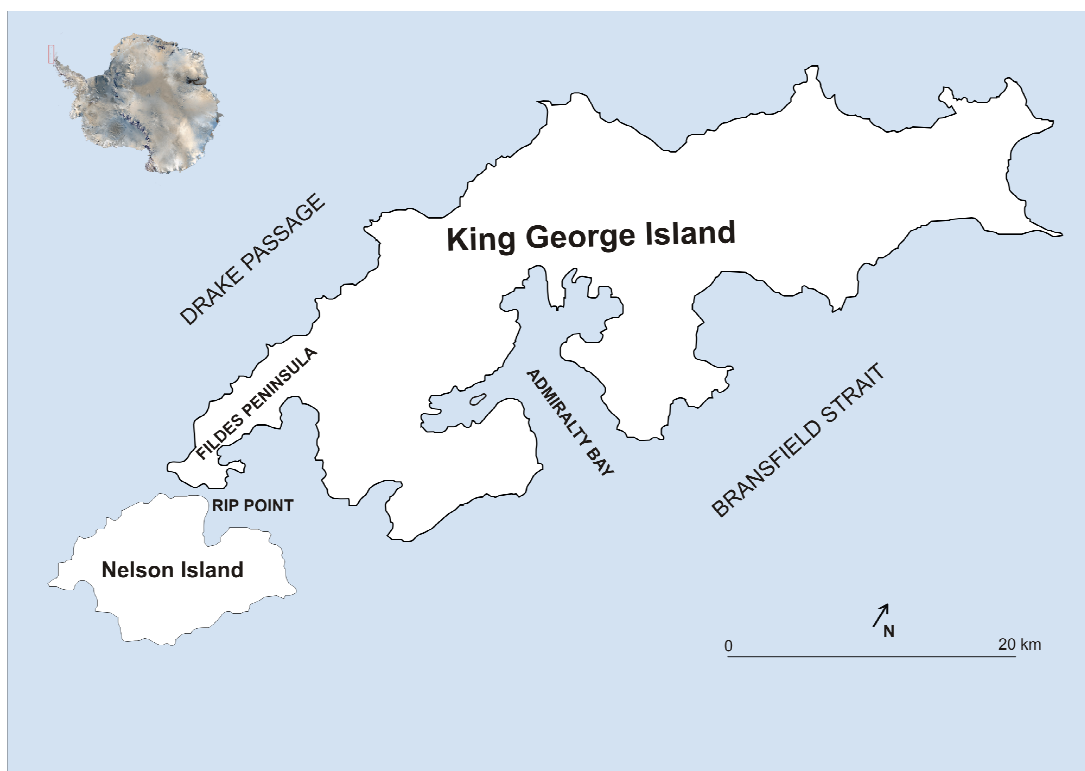 DRAKE PASSAGE
King George Island
FILDES PENINSULA
ADMIRALTY BAY
BRANSFIELD STRAIT
RIP POINT
Nelson Island
N
0
20 km